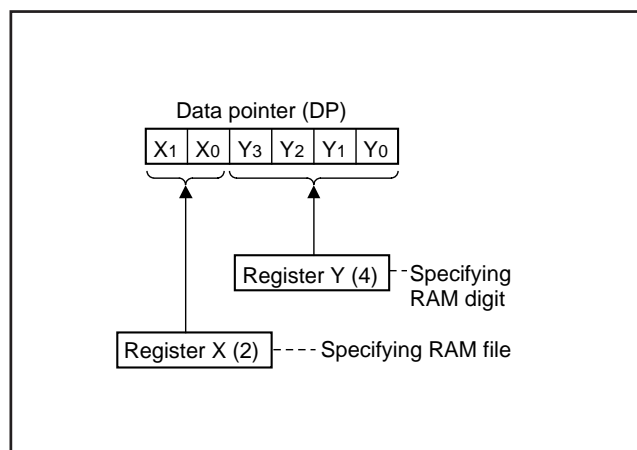 Data pointer (DP)
X1 X0 Y3 Y2 Y1 Y0
Register Y (4)
Specifying
RAM digit
Register X (2)
Specifying RAM file